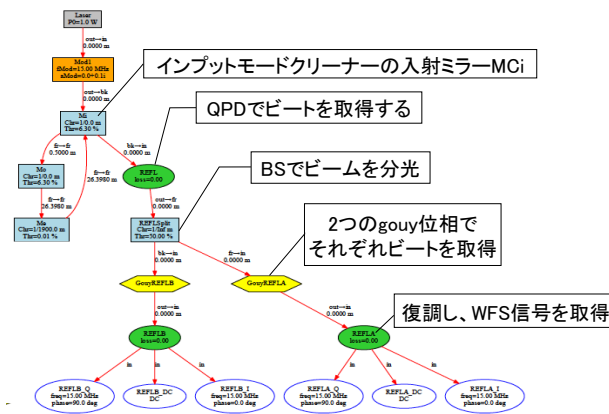 Laser
P0=1.0 W
out→in
0.0000 m
Mod1
fMod=15.00 MHz
aMod=0.0+0.1i
out→bk
0.0000 m
インプットモードクリーナーの入射ミラーMCi
Mi
Chr=1/0.0 m
Thr=6.30 %
QPDでビートを取得する
fr→fr
0.5000 m
bk→in
0.0000 m
Mo
Chr=1/0.0 m
Thr=6.30 %
fr→fr
26.3980 m
REFL
loss=0.00
BSでビームを分光
fr→fr
26.3980 m
out→fr
0.0000 m
Me
Chr=1/1900.0 m
Thr=0.01 %
REFLSplit
Chr=1/Inf m
Thr=50.00 %
2つのgouy位相で
それぞれビートを取得
bk→in
0.0000 m
fr→in
0.0000 m
GouyREFLB
GouyREFLA
out→in
0.0000 m
out→in
0.0000 m
復調し、WFS信号を取得
REFLB
loss=0.00
REFLA
loss=0.00
in
in
in
in
in
in
REFLB_Q
freq=15.00 MHz
phase=90.0 deg
REFLB_DC
DC
REFLB_I
freq=15.00 MHz
phase=0.0 deg
REFLA_Q
freq=15.00 MHz
phase=90.0 deg
REFLA_DC
DC
REFLA_I
freq=15.00 MHz
phase=0.0 deg